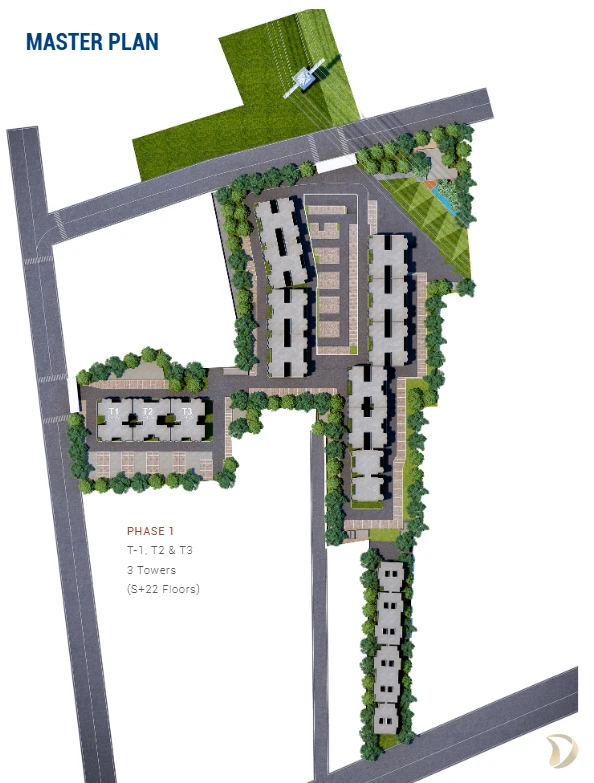 MASTER PLAN
T1 T2 T3
PHASE 1
T-1, T2 & T3
3 Towers
(S+22 Floors)